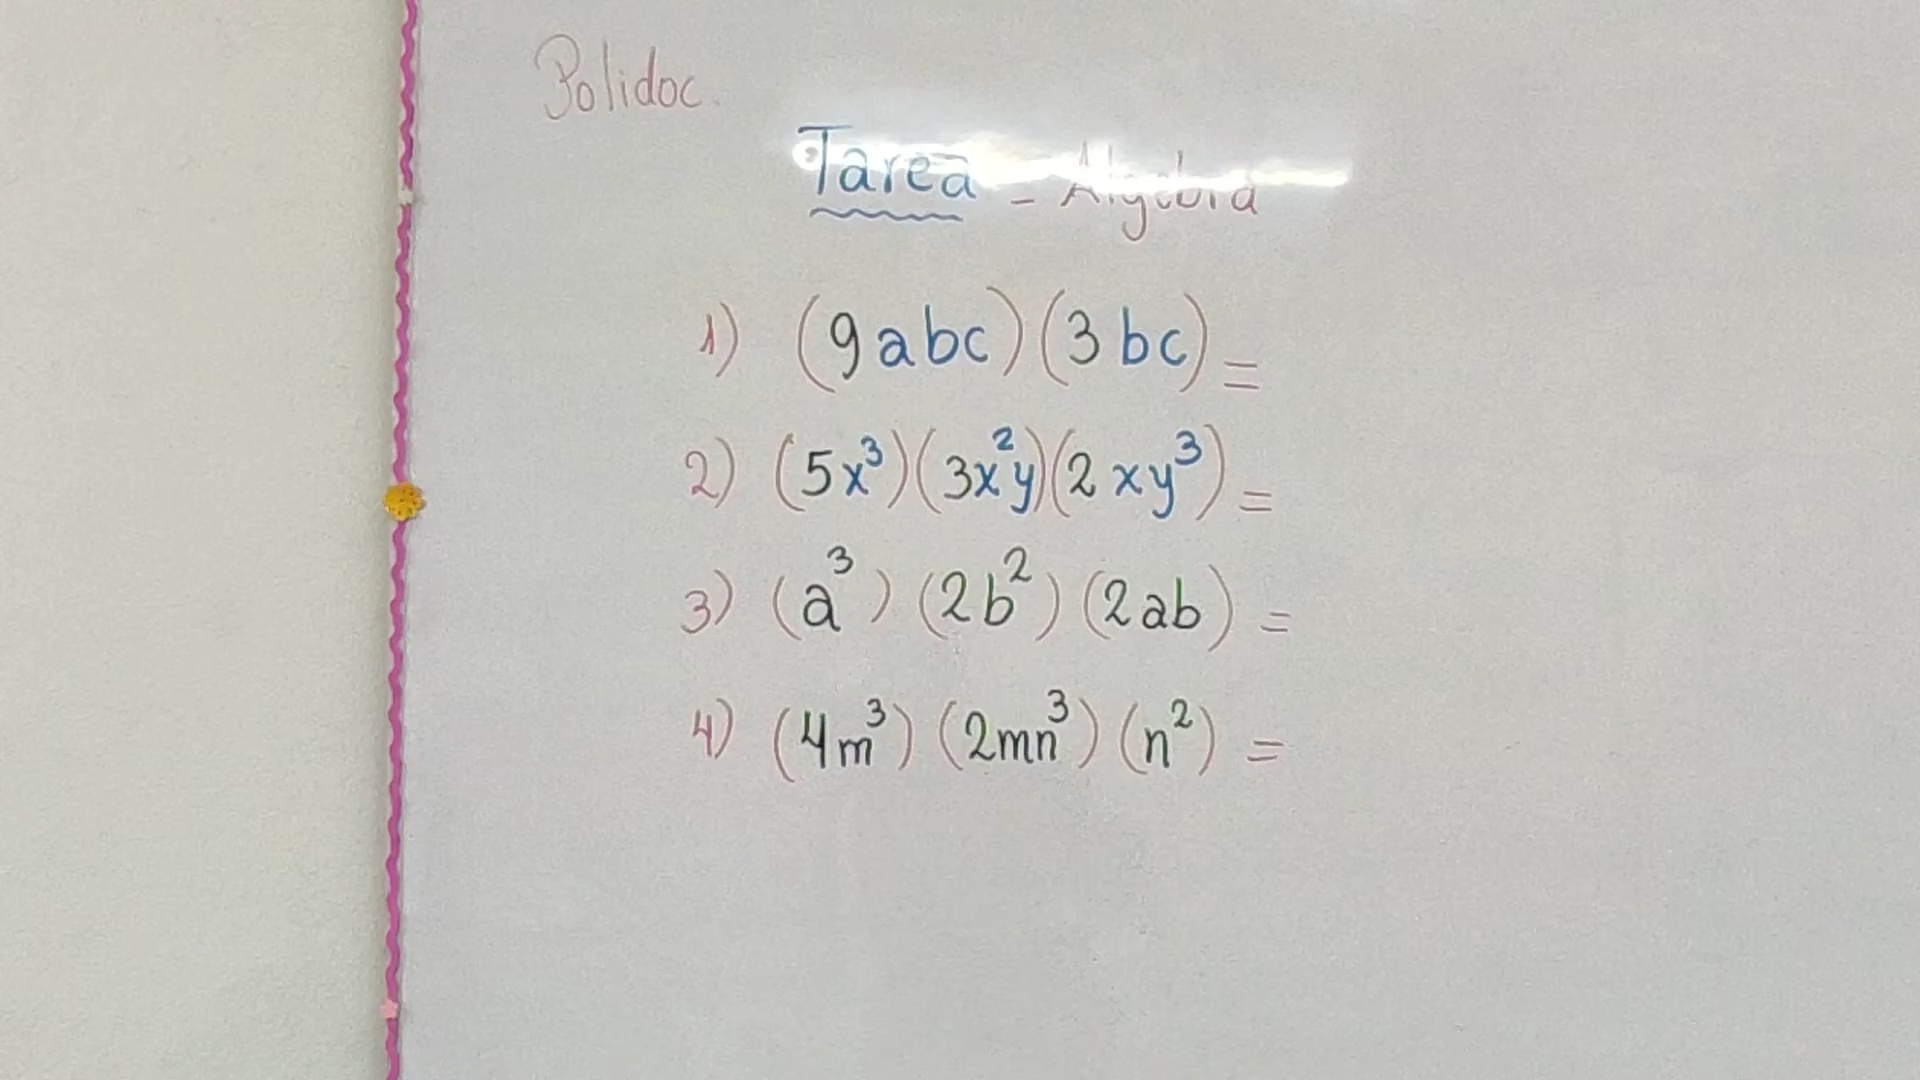 Polidoc.
Tarea - Algebra
1) (9abc)(3bc)=
2) (5x³)(3x²y)(2xy³)=
3) (a³)(2b²)(2ab)=
4) (4m³)(2mn³)(n²)=